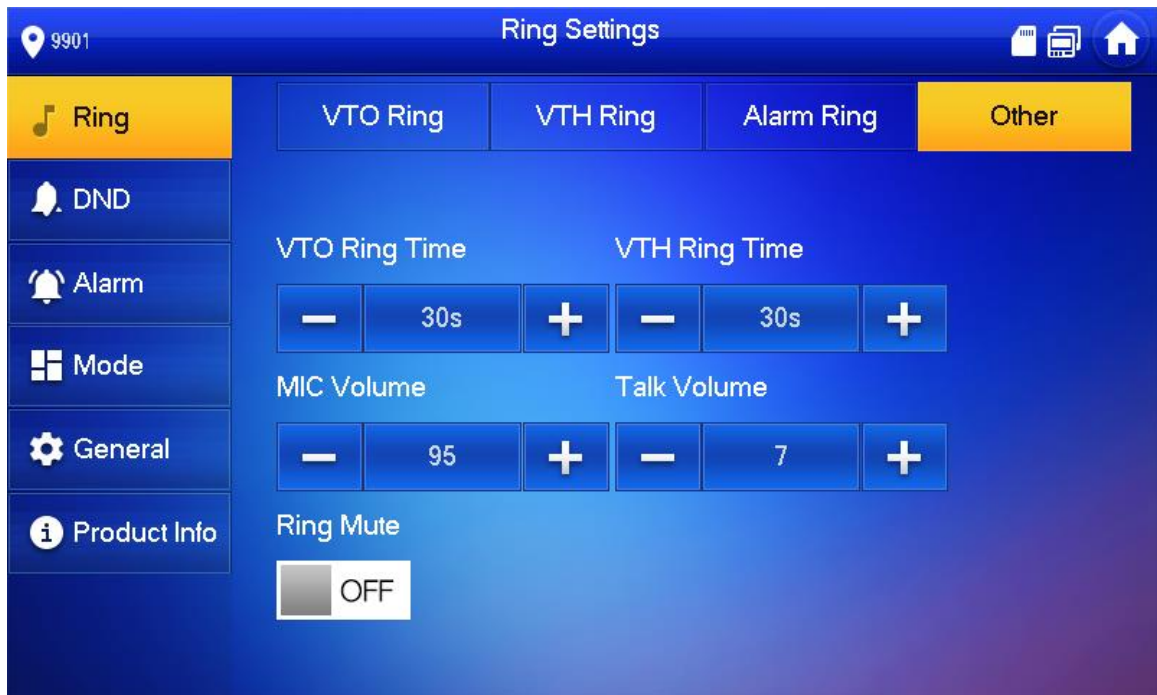 9901
Ring Settings
Ring
VTO Ring
VTH Ring
Alarm Ring
Other
DND
Alarm
Mode
General
Product Info
VTO Ring Time
VTH Ring Time
30s
30s
MIC Volume
Talk Volume
95
7
Ring Mute
OFF